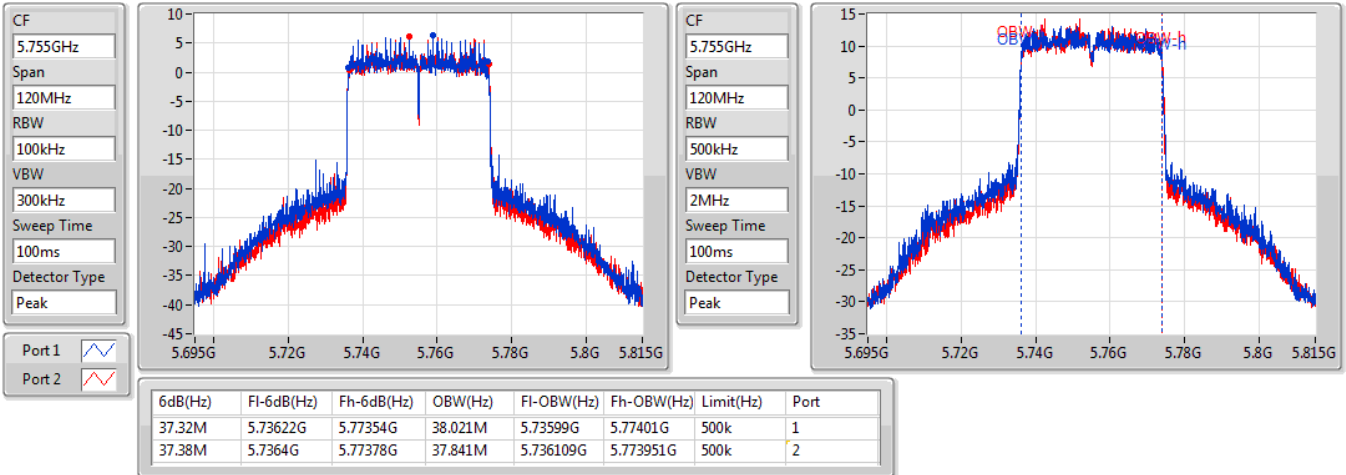 CF
5.755GHz
Span
120MHz
RBW
100kHz
VBW
300kHz
Sweep Time
100ms
Detector Type
Peak
Port 1
Port 2
10
5
0
-5
-10
-15
-20
-25
-30
-35
-40
-45
5.695G 5.72G 5.74G 5.76G 5.78G 5.8G 5.815G
CF
5.755GHz
Span
120MHz
RBW
500kHz
VBW
2MHz
Sweep Time
100ms
Detector Type
Peak
15
10
5
0
-5
-10
-15
-20
-25
-30
-35
5.695G 5.72G 5.74G 5.76G 5.78G 5.8G 5.815G
6dB(Hz) Fl-6dB(Hz) Fh-6dB(Hz) OBW(Hz) Fl-OBW(Hz) Fh-OBW(Hz) Limit(Hz) Port
37.32M 5.73622G 5.77354G 38.021M 5.73599G 5.77401G 500k 1
37.38M 5.7364G 5.77378G 37.841M 5.736109G 5.773951G 500k 2